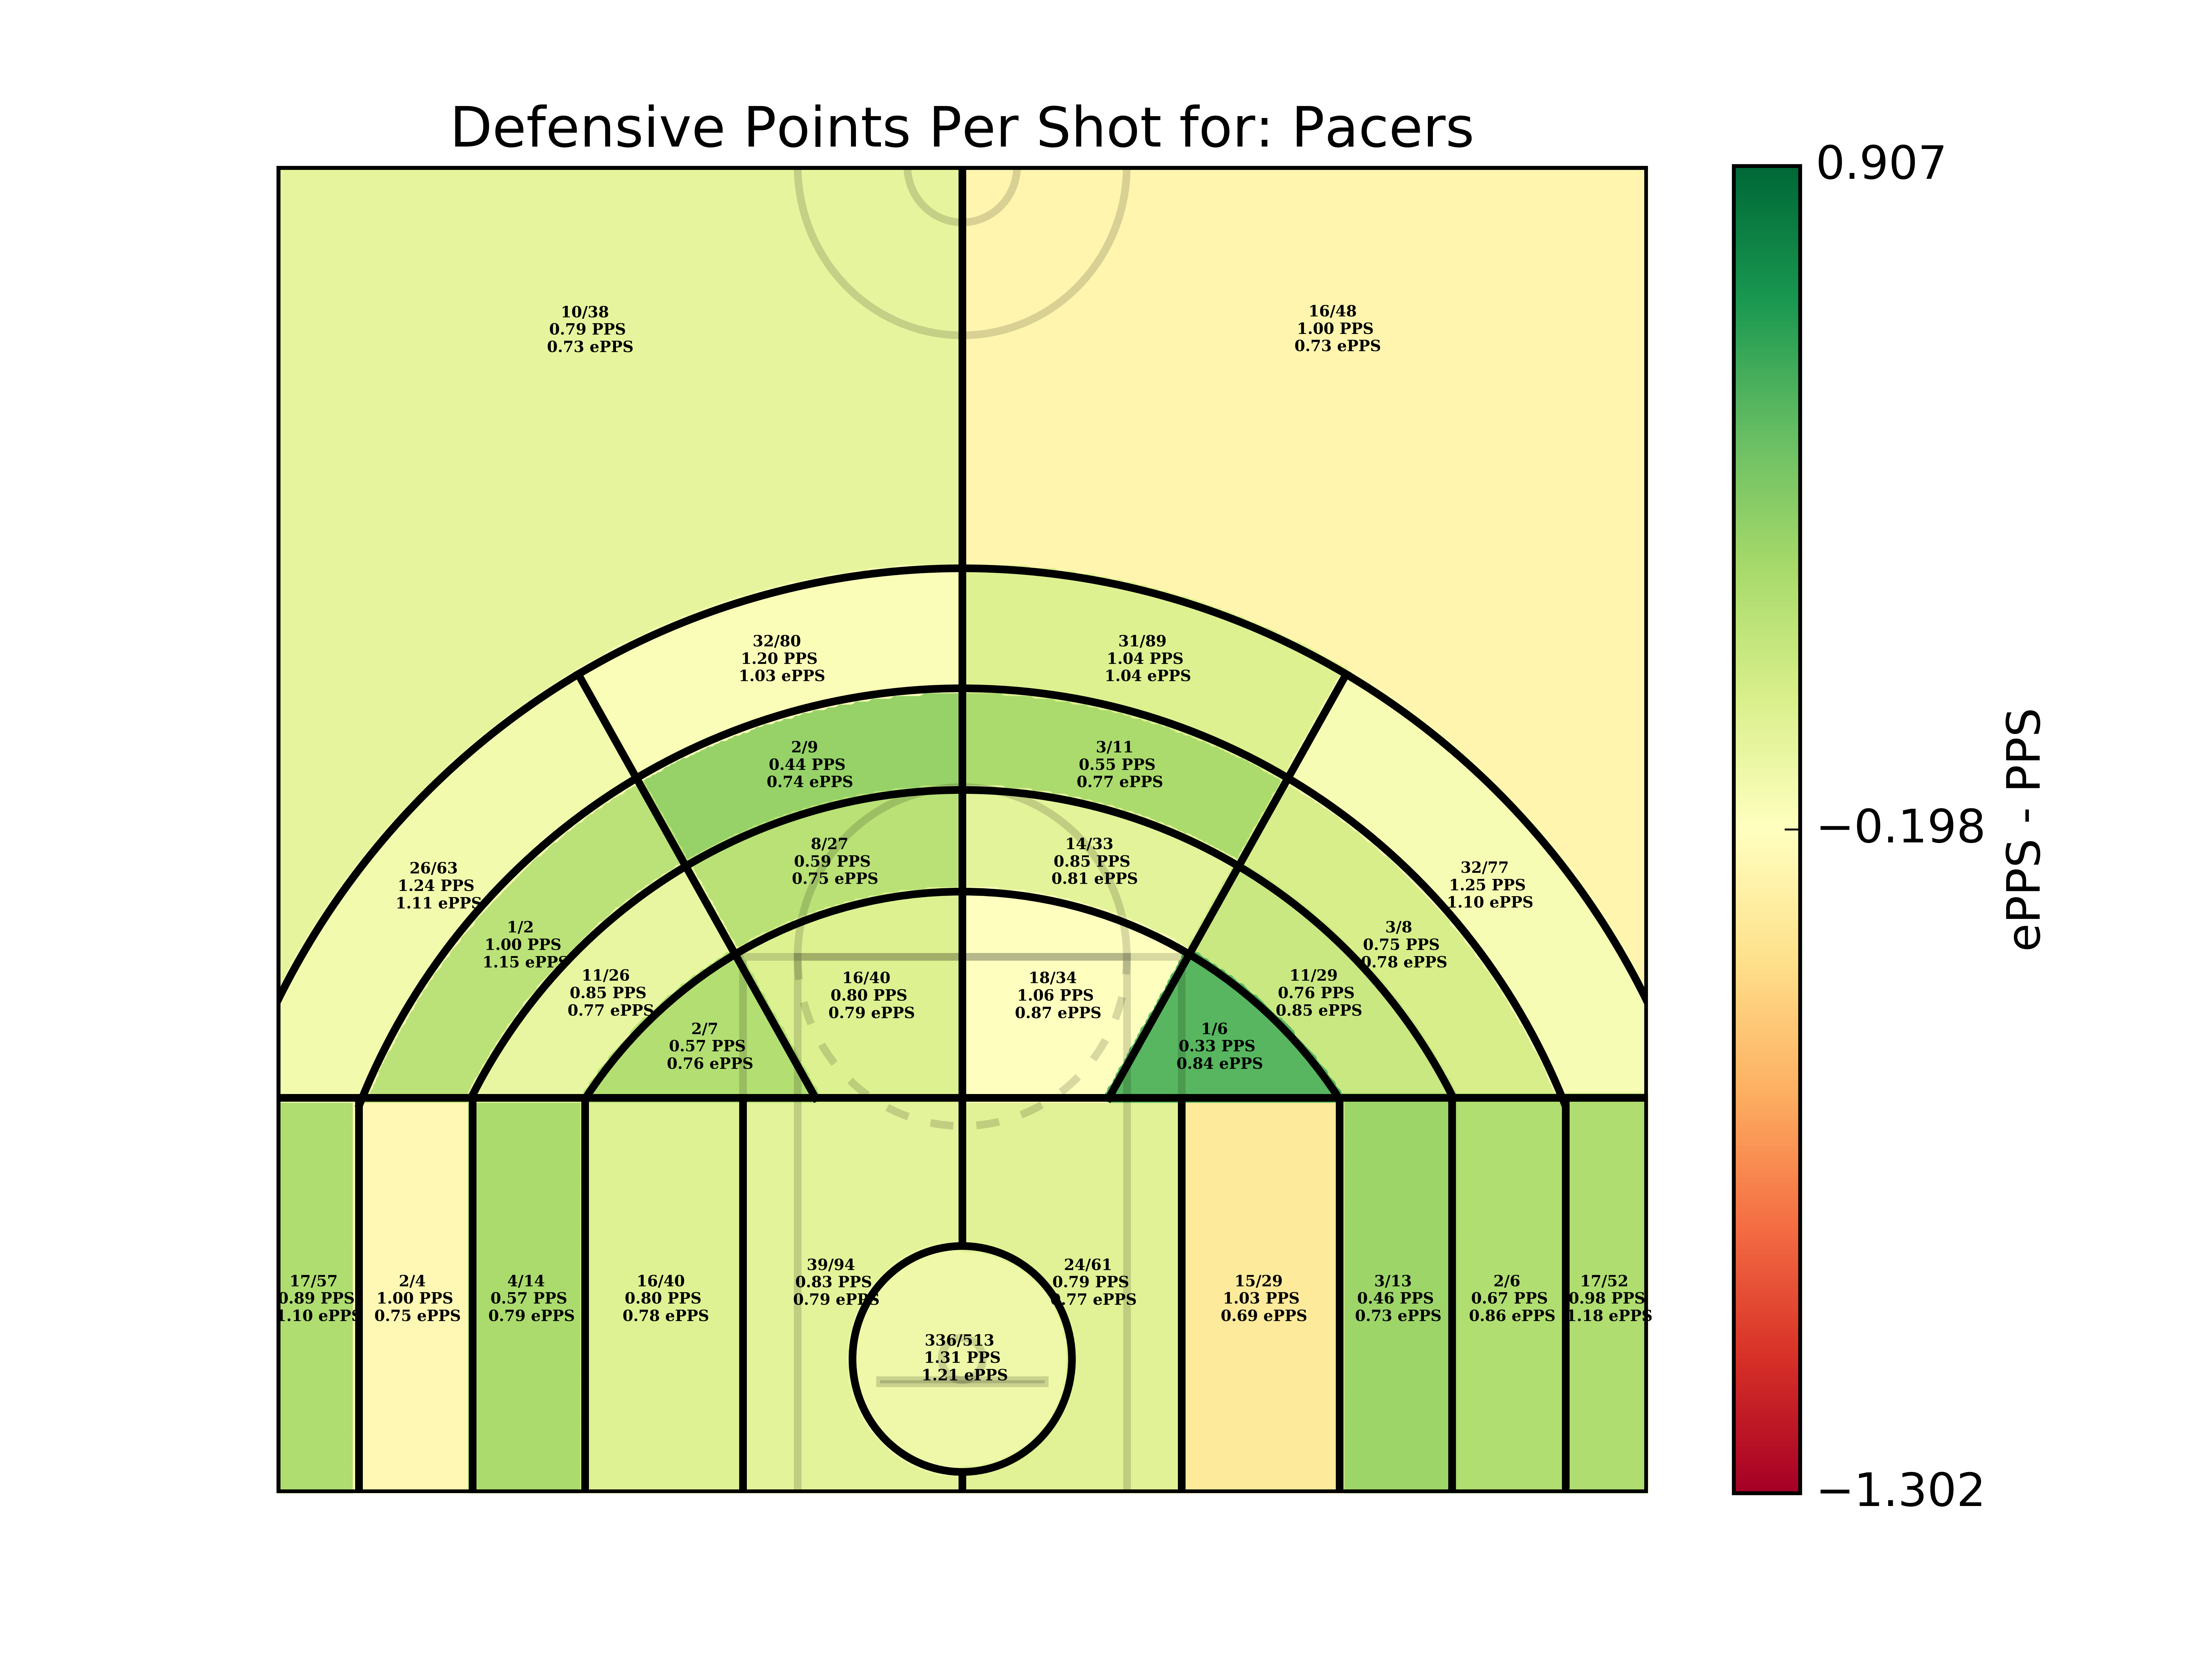 Defensive Points Per Shot for: Pacers
0.907
10/38
0.79 PPS
0.73 ePPS
16/48
1.00 PPS
0.73 ePPS
32/80
1.20 PPS
1.03 ePPS
31/89
1.04 PPS
1.04 ePPS
2/9
0.44 PPS
0.74 ePPS
3/11
0.55 PPS
0.77 ePPS
8/27
0.59 PPS
0.75 ePPS
14/33
0.85 PPS
0.81 ePPS
26/63
1.24 PPS
1.11 ePPS
32/77
1.25 PPS
1.10 ePPS
1/2
1.00 PPS
1.15 ePPS
3/8
0.75 PPS
0.78 ePPS
11/26
0.85 PPS
0.77 ePPS
16/40
0.80 PPS
0.79 ePPS
18/34
1.06 PPS
0.87 ePPS
11/29
0.76 PPS
0.85 ePPS
2/7
0.57 PPS
0.76 ePPS
1/6
0.33 PPS
0.84 ePPS
17/57
0.89 PPS
1.10 ePPS
2/4
1.00 PPS
0.75 ePPS
4/14
0.57 PPS
0.79 ePPS
16/40
0.80 PPS
0.78 ePPS
39/94
0.83 PPS
0.79 ePPS
24/61
0.79 PPS
0.77 ePPS
15/29
1.03 PPS
0.69 ePPS
3/13
0.46 PPS
0.73 ePPS
2/6
0.67 PPS
0.86 ePPS
17/52
0.98 PPS
1.18 ePPS
336/513
1.31 PPS
1.21 ePPS
−0.198
−1.302
ePPS - PPS